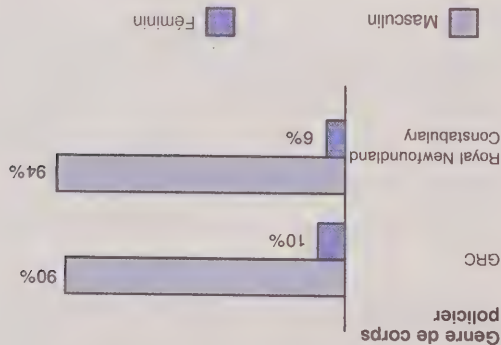 Genre de corps
policier
90%
GRC
10%
94%
Royal Newfoundland
Constabulary
6%
Masculin
Féminin